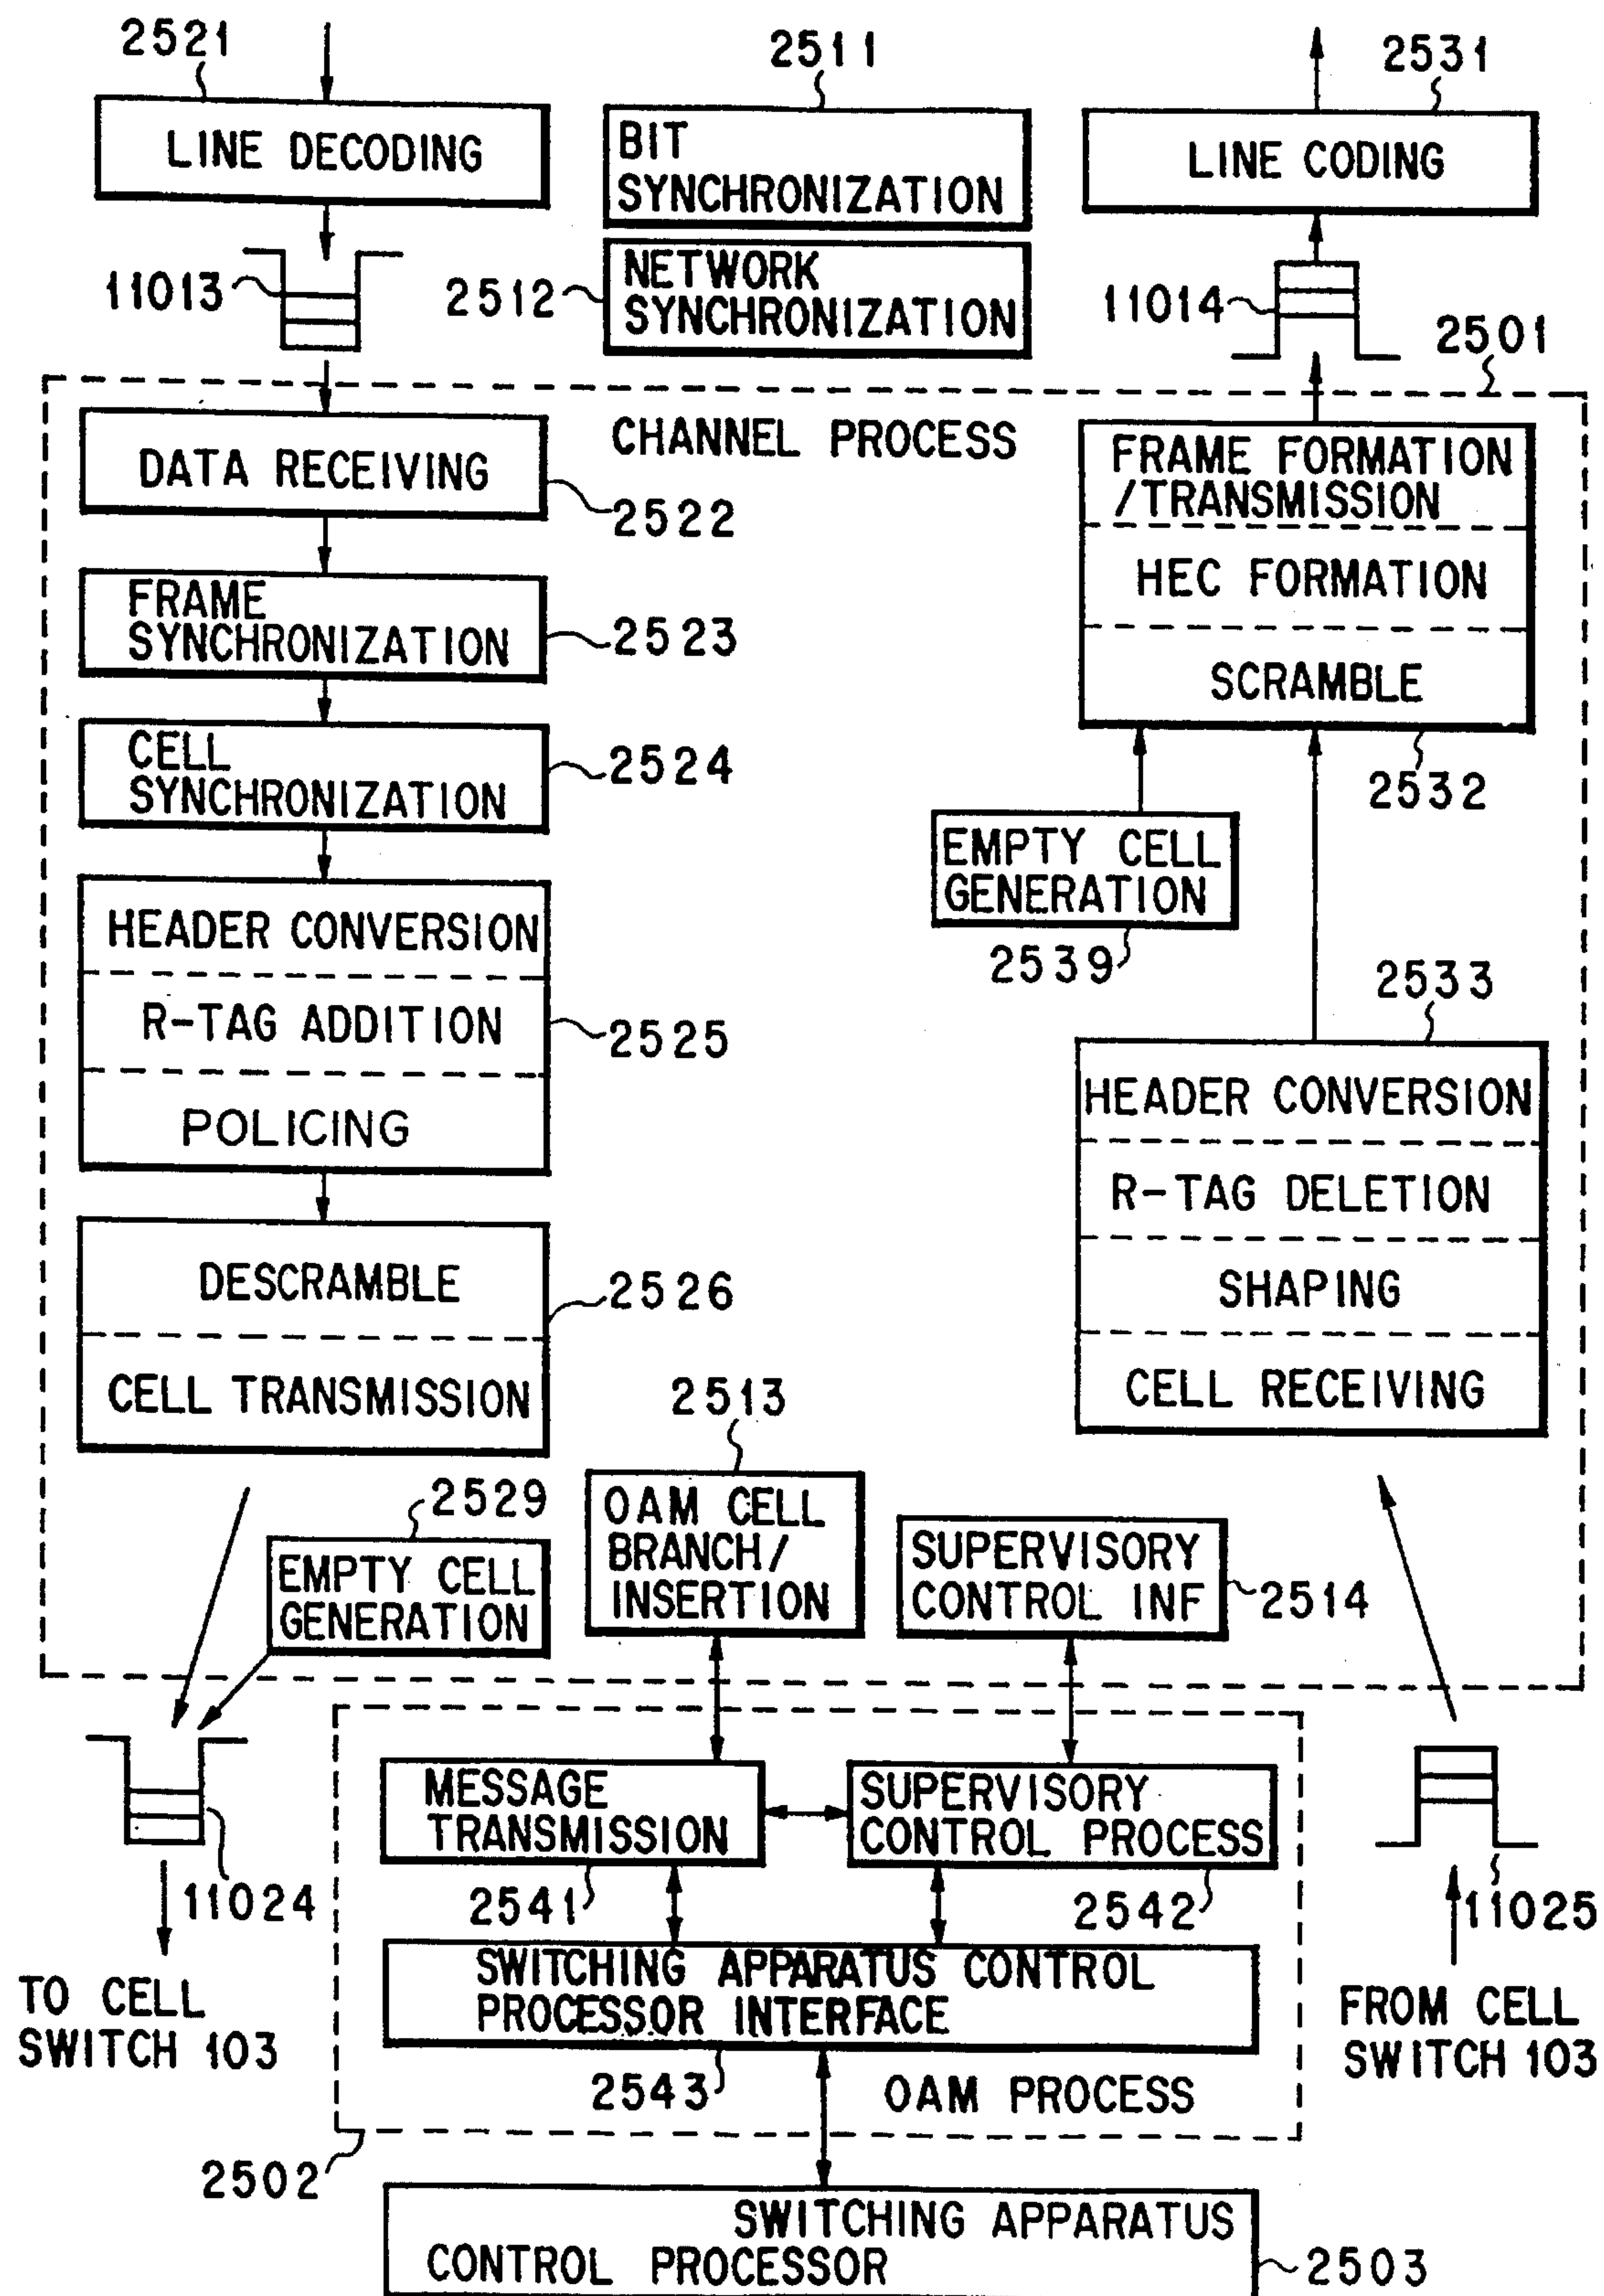 2521
2511
2531
LINE DECODING
BIT
SYNCHRONIZATION
LINE CODING
11013
2512
NETWORK
SYNCHRONIZATION
11014
2501
CHANNEL PROCESS
DATA RECEIVING
2522
FRAME FORMATION
/TRANSMISSION
HEC FORMATION
SCRAMBLE
2532
FRAME
SYNCHRONIZATION
2523
CELL
SYNCHRONIZATION
2524
EMPTY CELL
GENERATION
2539
HEADER CONVERSION
R-TAG ADDITION
POLICING
2525
2533
HEADER CONVERSION
R-TAG DELETION
SHAPING
CELL RECEIVING
DESCRAMBLE
CELL TRANSMISSION
2526
2513
2529
EMPTY CELL
GENERATION
OAM CELL
BRANCH/
INSERTION
SUPERVISORY
CONTROL INF
2514
MESSAGE
TRANSMISSION
2541
SUPERVISORY
CONTROL PROCESS
2542
11024
11025
TO CELL
SWITCH 103
SWITCHING APPARATUS CONTROL
PROCESSOR INTERFACE
2543
OAM PROCESS
FROM CELL
SWITCH 103
2502
SWITCHING APPARATUS
CONTROL PROCESSOR
2503